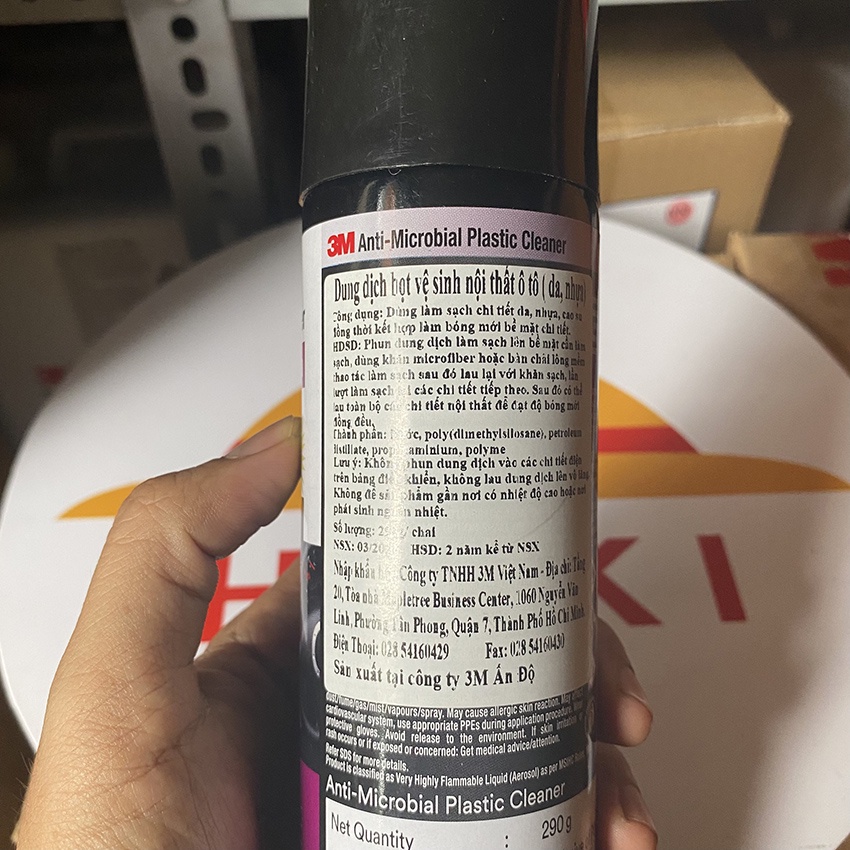 3M Anti-Microbial Plastic Cleaner
Dung dịch bọt vệ sinh nội thất ô tô ( da, nhựa)
Công dụng: Dùng làm sạch chi tiết da, nhựa, cao su
đồng thời kết hợp làm bóng mới bề mặt chi tiết.
HDSD: Phun dung dịch làm sạch lên bề mặt cần làm
sạch, dùng khăn microfiber hoặc bàn chải lông mềm
thao tác làm sạch sau đó lau lại với khăn sạch, lần
lượt làm sạch lại các chi tiết tiếp theo. Sau đó có thể
lau toàn bộ các chi tiết nội thất để đạt độ bóng mới
đồng đều.
Thành phần: Nước, poly(dimethylsilosane), petroleum
distillate, aminium, polyme
Lưu ý: Không phun dung dịch vào các chi tiết điện
trên bảng điều khiển, không lau dung dịch lên vô lăng
Không để sản phẩm gần nơi có nhiệt độ cao hoặc nơi
phát sinh nguồn nhiệt.
Số lượng: / chai
NSX: 03/ HSD: 2 năm kể từ NSX
Nhập khẩu Công ty TNHH 3M Việt Nam - Địa chỉ: Tầng
20, Tòa nhà Mapletree Business Center, 1060 Nguyễn Văn
Linh, Phường Tân Phong, Quận 7, Thành Phố Hồ Chí Minh.
Điện Thoại: 028 54160429 Fax: 028 54160430
Sản xuất tại công ty 3M Ấn Độ
dust/fume/gas/mist/vapours/spray. May cause allergic skin reaction. May
cardiovascular system, use appropriate PPEs during application procedure.
protective gloves. Avoid release to the environment. If skin irritation
rash occurs or if exposed or concerned: Get medical advice/attention.
Refer SDS for more details.
Product is classified as Very Highly Flammable Liquid (Aerosol) as per MSIHC
Anti-Microbial Plastic Cleaner
Net Quantity : 290 g
H KI